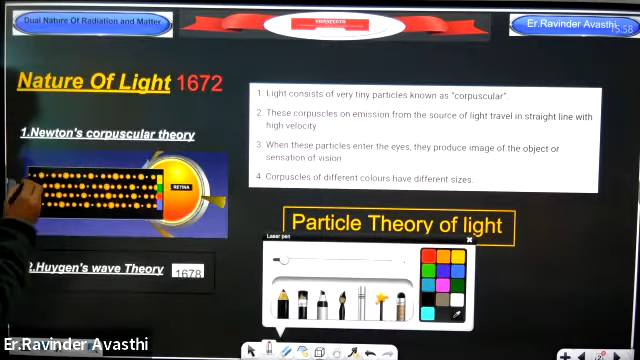 Dual Nature Of Radiation and Matter
Er.Ravinder Avasthi
15:58
Nature Of Light 1672
1. Light consists of very tiny particles known as "corpuscular".
2. These corpuscles on emission from the source of light travel in straight line with
high velocity
3. When these particles enter the eyes, they produce image of the object or
sensation of vision
4. Corpuscles of different colours have different sizes.
1.Newton's corpuscular theory
RETINA
Particle Theory of light
Laser pen
2.Huygen's wave Theory 1678
Er.Ravinder Avasthi